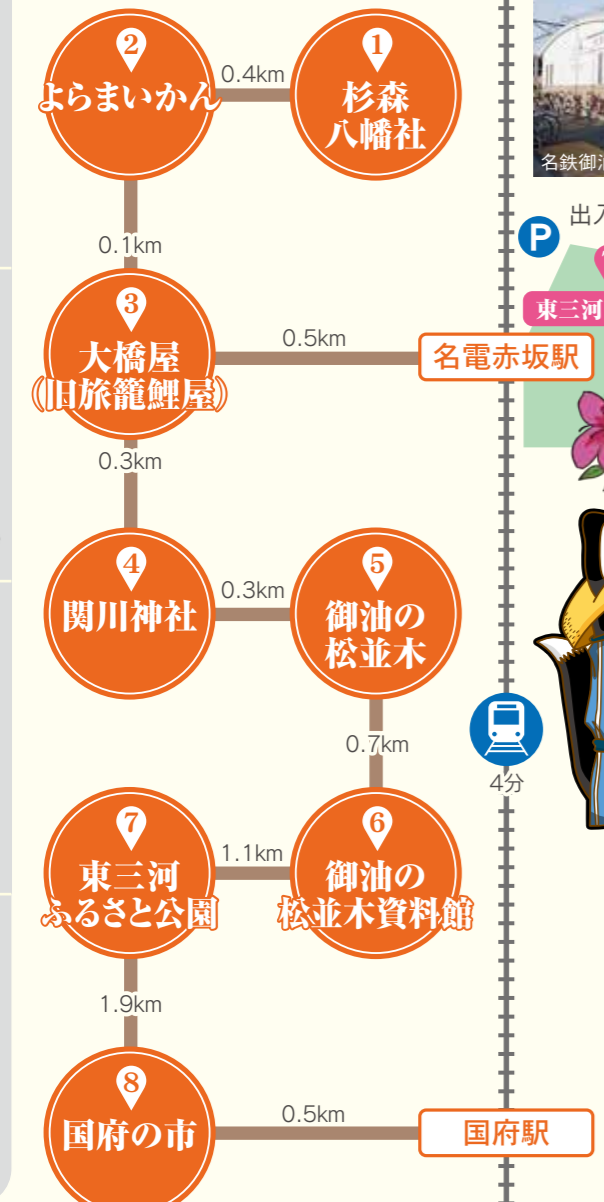 ②
よらまいかん
0.4km
①
杉森
八幡社
0.1km
③
大橋屋
(旧旅籠鯉屋)
0.5km
名電赤坂駅
0.3km
④
関川神社
0.3km
⑤
御油の
松並木
0.7km
4分
⑦
東三河
ふるさと公園
1.1km
⑥
御油の
松並木資料館
1.9km
⑧
国府の市
0.5km
国府駅
名鉄御油
P
出入
東三河